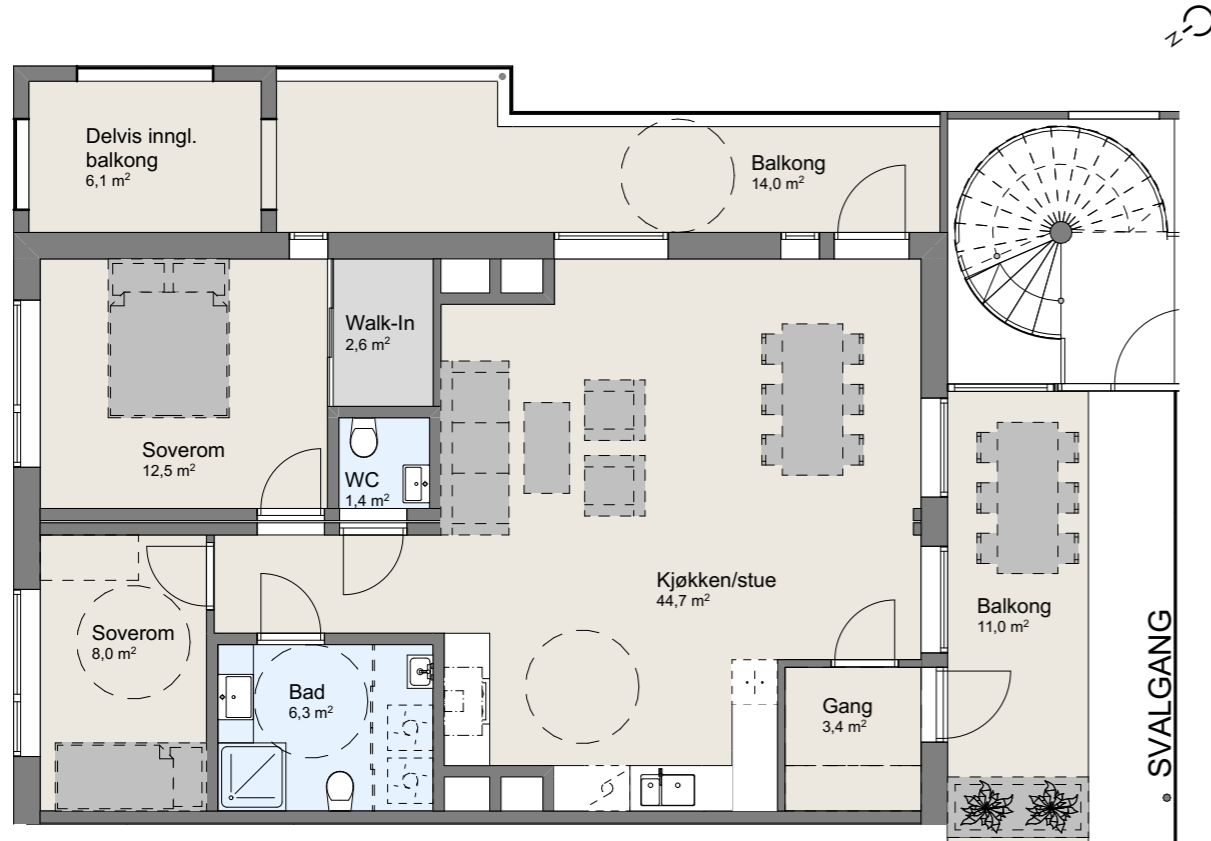 N
Delvis inngl.
balkong
6,1 m²
Balkong
14,0 m²
Walk-In
2,6 m²
Soverom
12,5 m²
WC
1,4 m²
Kjøkken/stue
44,7 m²
Soverom
8,0 m²
Balkong
11,0 m²
Bad
6,3 m²
Gang
3,4 m²
SVALGANG